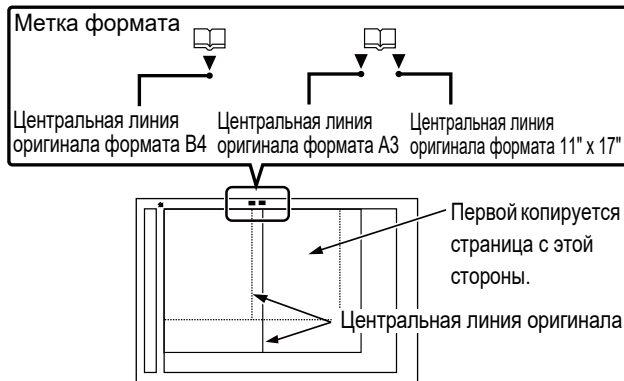 Метка формата
Центральная линия
оригинала формата B4
Центральная линия
оригинала формата A3
Центральная линия
оригинала формата 11" x 17"
Первой копируется
страница с этой
стороны.
Центральная линия оригинала